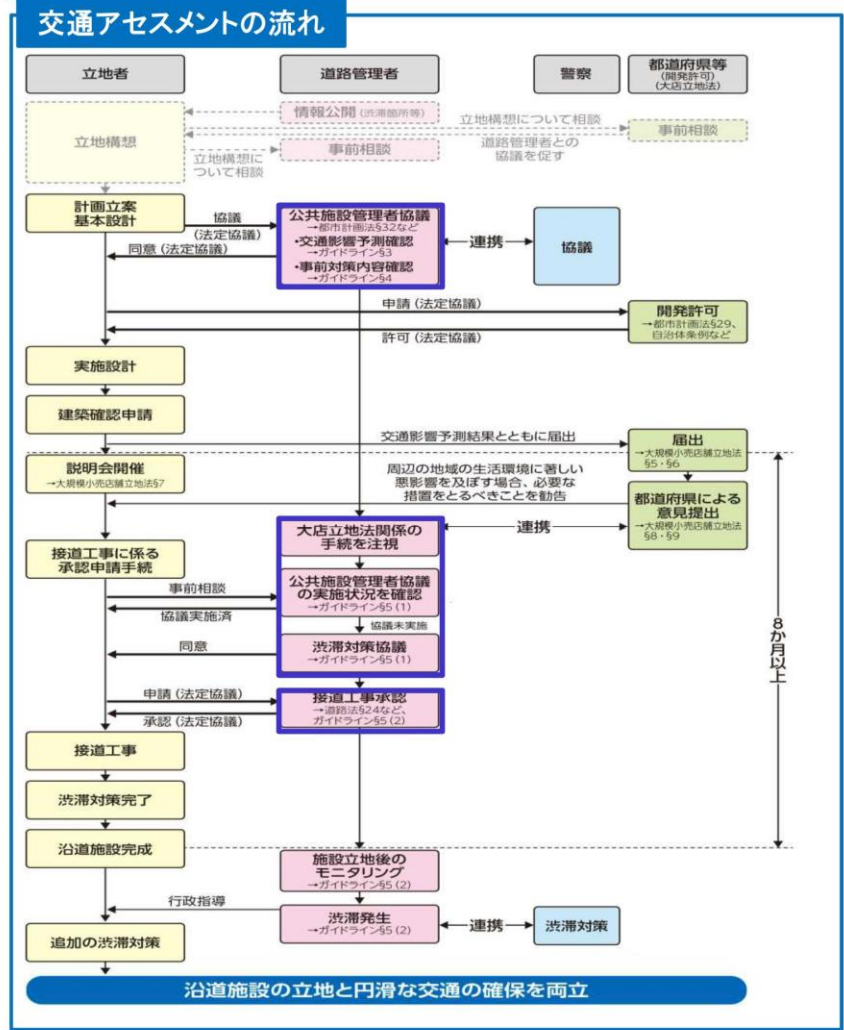 交通アセスメントの流れ
立地者
道路管理者
警察
都道府県等
(開発許可)
(大店立地法)
立地構想
情報公開(渋滞箇所等)
事前相談
立地構想に
ついて相談
立地構想について相談
道路管理者との
協議を促す
事前相談
計画立案
基本設計
協議
(法定協議)
同意(法定協議)
公共施設管理者協議
→都市計画法§32など
・交通影響予測確認
→ガイドライン§3
・事前対策内容確認
→ガイドライン§4
連携
協議
申請(法定協議)
許可(法定協議)
開発許可
→都市計画法§29、
自治体条例など
実施設計
建築確認申請
交通影響予測結果とともに届出
届出
→大規模小売店舗立地法
§5・§6
説明会開催
→大規模小売店舗立地法§7
周辺の地域の生活環境に著しい
悪影響を及ぼす場合、必要な
措置をとるべきことを勧告
都道府県による
意見提出
→大規模小売店舗立地法
§8・§9
大店立地法関係の
手続を注視
連携
接道工事に係る
承認申請手続
事前相談
協議実施済
公共施設管理者協議
の実施状況を確認
→ガイドライン§5(1)
協議未実施
同意
渋滞対策協議
→ガイドライン§5(1)
申請(法定協議)
承認(法定協議)
接道工事承認
→道路法§24など、
ガイドライン§5(2)
8か月以上
接道工事
渋滞対策完了
沿道施設完成
施設立地後の
モニタリング
→ガイドライン§5(2)
行政指導
渋滞発生
→ガイドライン§5(2)
連携
渋滞対策
追加の渋滞対策
沿道施設の立地と円滑な交通の確保を両立